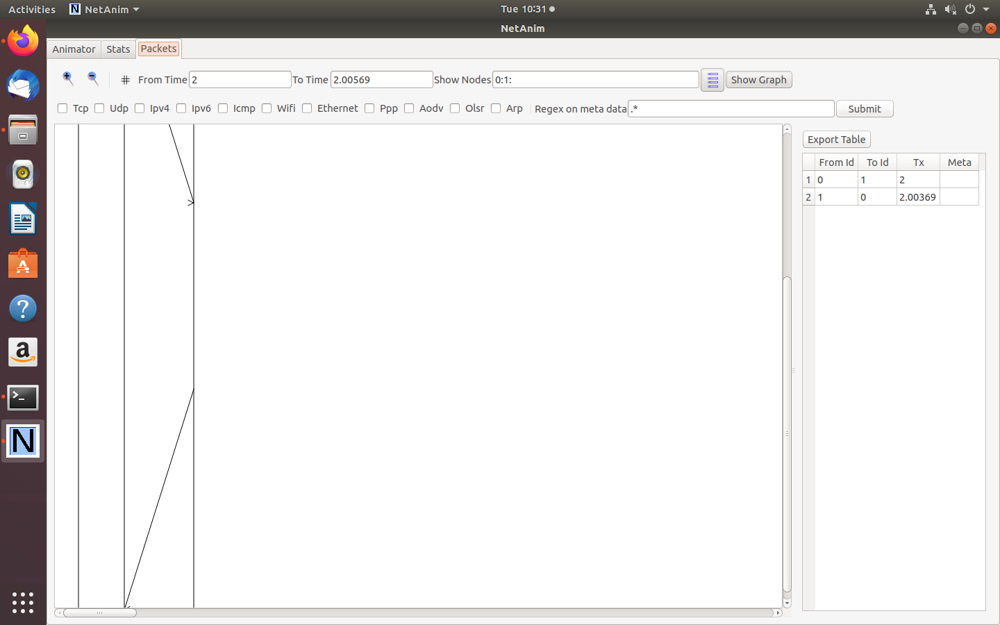 Activities NetAnim Tue 10:31
NetAnim
Animator Stats Packets
From Time 2 To Time 2.00569 Show Nodes 0:1: Show Graph
Tcp Udp Ipv4 Ipv6 Icmp Wifi Ethernet Ppp Aodv Olsr Arp Regex on meta data .* Submit
Export Table
From Id To Id Tx Meta
1 0 1 2
2 1 0 2.00369